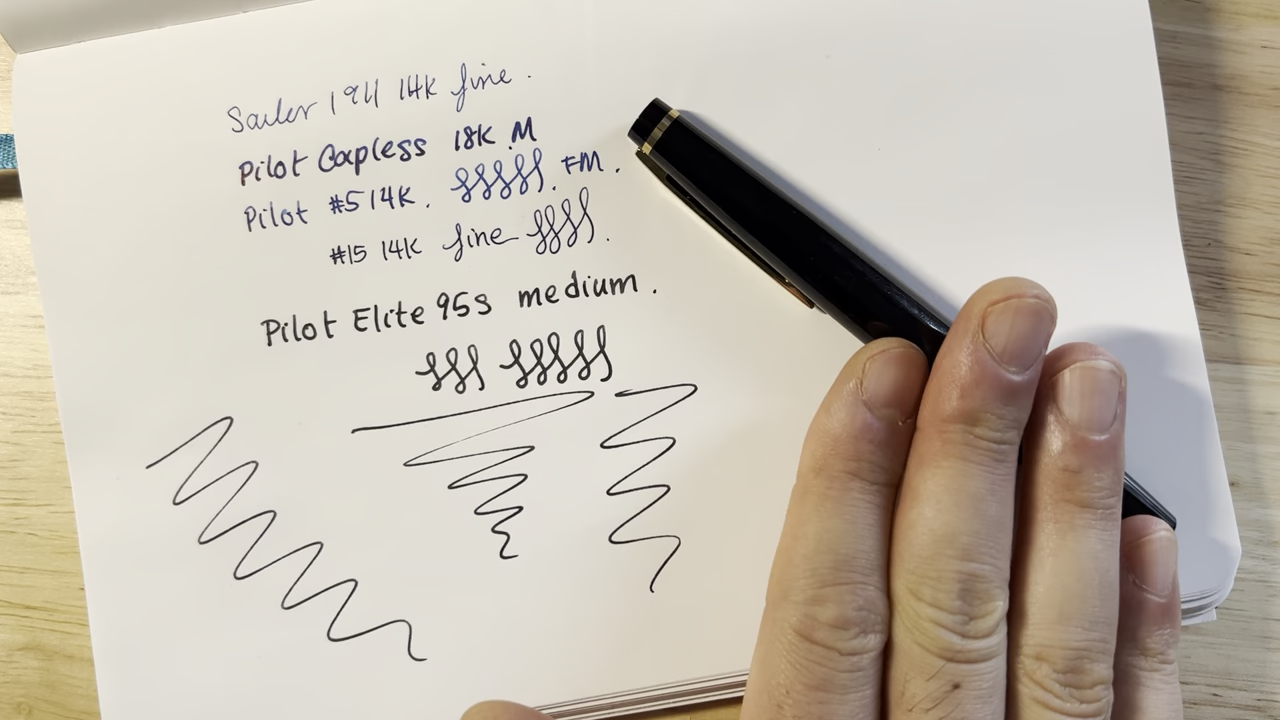 Sailor 1911 14K fine.
Pilot Capless 18K M
Pilot #5 14K. FM.
#15 14K fine
Pilot Elite 95s medium.